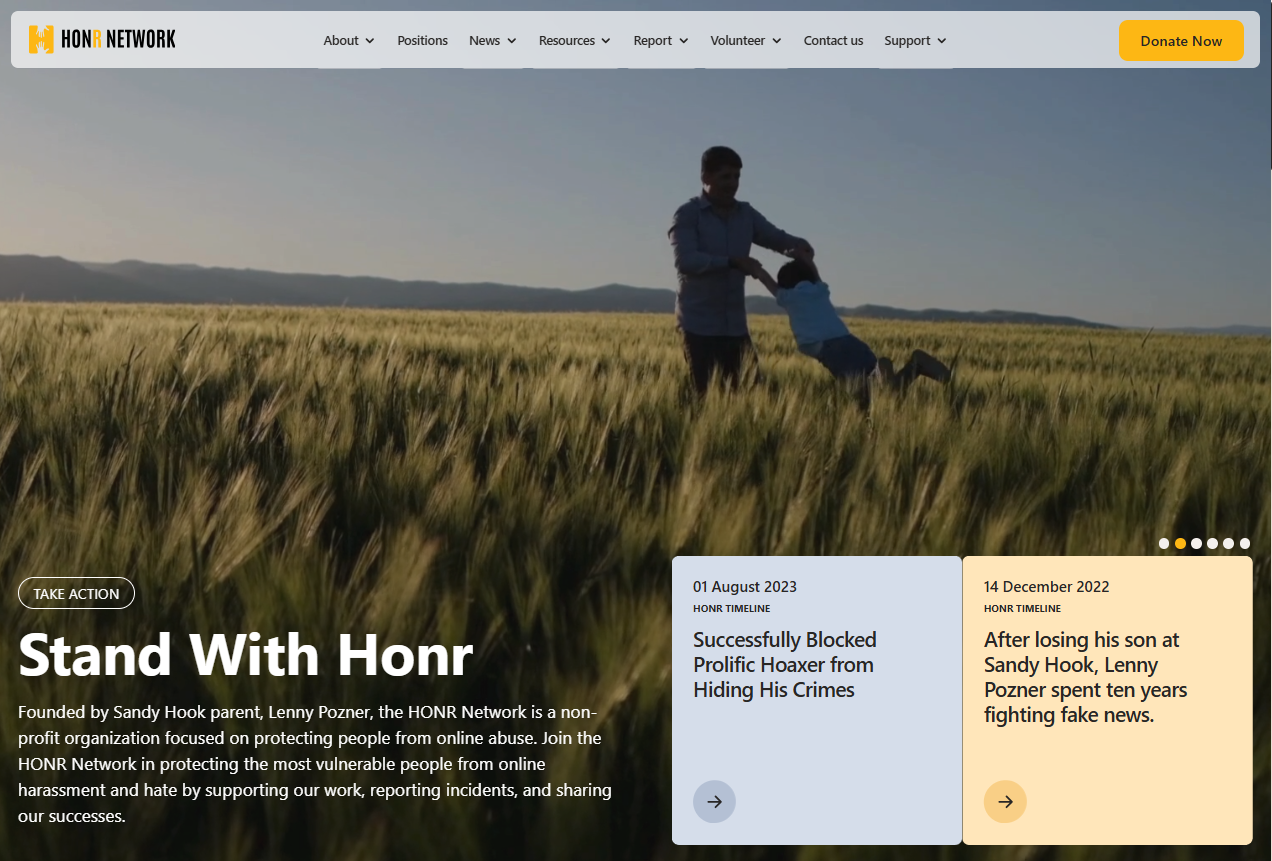 HONR NETWORK
About
Positions
News
Resources
Report
Volunteer
Contact us
Support
Donate Now
TAKE ACTION
Stand With Honr
Founded by Sandy Hook parent, Lenny Pozner, the HONR Network is a non-
profit organization focused on protecting people from online abuse. Join the
HONR Network in protecting the most vulnerable people from online
harassment and hate by supporting our work, reporting incidents, and sharing
our successes.
01 August 2023
HONR TIMELINE
Successfully Blocked
Prolific Hoaxer from
Hiding His Crimes
14 December 2022
HONR TIMELINE
After losing his son at
Sandy Hook, Lenny
Pozner spent ten years
fighting fake news.